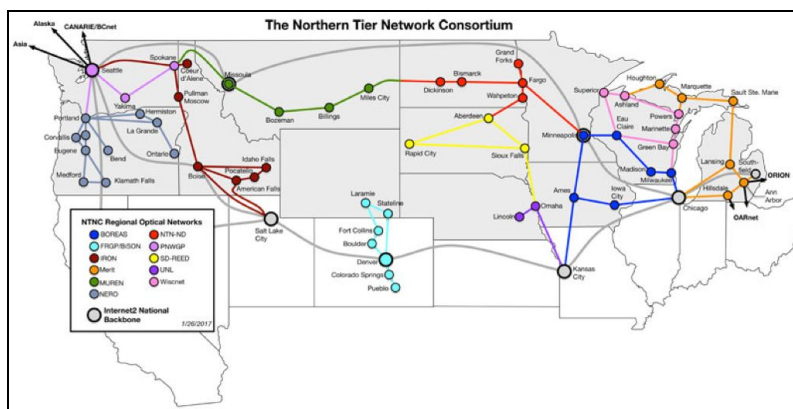 The Northern Tier Network Consortium
Alaska
CANARIE/BCnet
Asia
Seattle
Spokane
Coeur
d'Alene
Missoula
Pullman
Moscow
Yakima
Portland
Hermiston
La Grande
Corvallis
Eugene
Bend
Ontario
Medford
Klamath Falls
Boise
Idaho Falls
Pocatello
American Falls
Salt Lake
City
Bozeman
Billings
Miles City
Dickinson
Bismarck
Grand
Forks
Fargo
Wahpeton
Aberdeen
Rapid City
Sioux Falls
Minneapolis
Superior
Ashland
Houghton
Marquette
Sault Ste. Marie
Powers
Marinette
Eau
Claire
Green Bay
Madison
Milwaukee
Lansing
South-
field
ORION
Hillsdale
Ann
Arbor
OARnet
Chicago
Ames
Iowa
City
Omaha
Lincoln
Kansas
City
Laramie
Stateline
Fort Collins
Boulder
Denver
Colorado Springs
Pueblo
NTNC Regional Optical Networks
BOREAS
FRGP/BISON
IRON
Merit
MUREN
NERO
NTN-ND
PNWGP
SD-REED
UNL
Wiscnet
Internet2 National
Backbone
1/26/2017